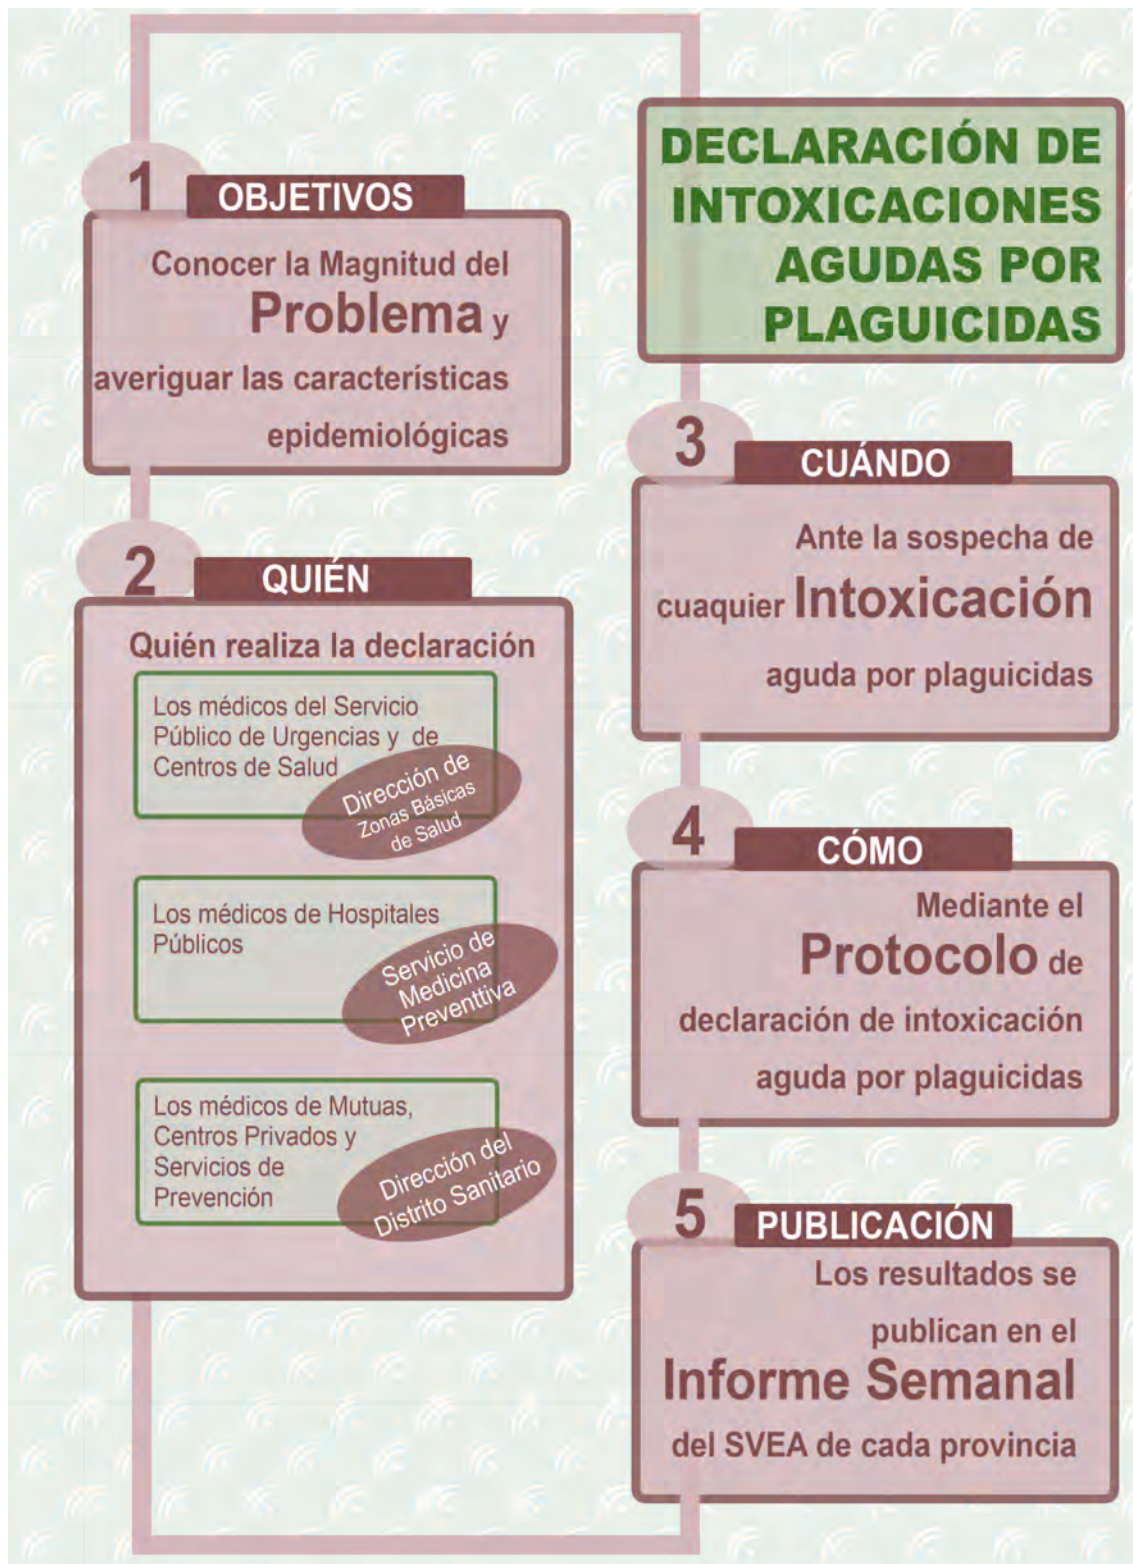 DECLARACIÓN DE
INTOXICACIONES
AGUDAS POR
PLAGUICIDAS
1
OBJETIVOS
Conocer la Magnitud del
Problema y
averiguar las características
epidemiológicas
2
QUIÉN
Quién realiza la declaración
Los médicos del Servicio
Público de Urgencias y de
Centros de Salud
Dirección de
Zonas Básicas
de Salud
Los médicos de Hospitales
Públicos
Servicio de
Medicina
Preventtiva
Los médicos de Mutuas,
Centros Privados y
Servicios de
Prevención
Dirección del
Distrito Sanitario
3
CUÁNDO
Ante la sospecha de
cuaquier Intoxicación
aguda por plaguicidas
4
CÓMO
Mediante el
Protocolo de
declaración de intoxicación
aguda por plaguicidas
5
PUBLICACIÓN
Los resultados se
publican en el
Informe Semanal
del SVEA de cada provincia